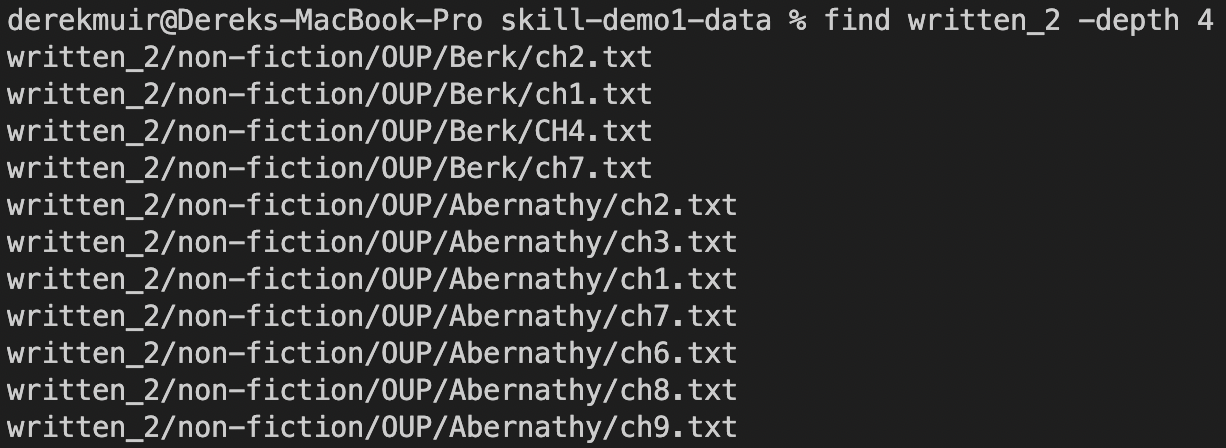 derekmuir@Dereks-MacBook-Pro skill-demo1-data % find written_2 -depth 4
written_2/non-fiction/OUP/Berk/ch2.txt
written_2/non-fiction/OUP/Berk/ch1.txt
written_2/non-fiction/OUP/Berk/CH4.txt
written_2/non-fiction/OUP/Berk/ch7.txt
written_2/non-fiction/OUP/Abernathy/ch2.txt
written_2/non-fiction/OUP/Abernathy/ch3.txt
written_2/non-fiction/OUP/Abernathy/ch1.txt
written_2/non-fiction/OUP/Abernathy/ch7.txt
written_2/non-fiction/OUP/Abernathy/ch6.txt
written_2/non-fiction/OUP/Abernathy/ch8.txt
written_2/non-fiction/OUP/Abernathy/ch9.txt